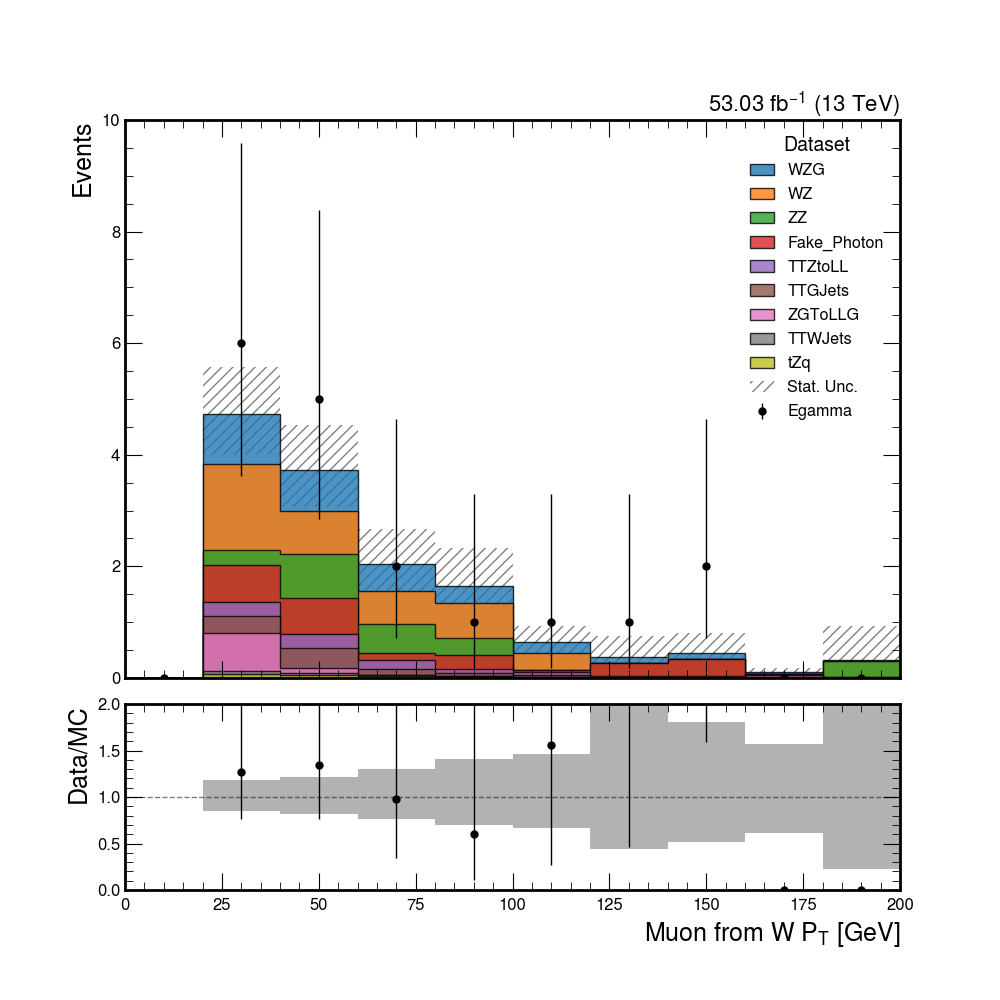 53.03 fb⁻¹ (13 TeV)
Events
10
8
6
4
2
0
Dataset
WZG
WZ
ZZ
Fake_Photon
TTZtoLL
TTGJets
ZGToLLG
TTWJets
tZq
Stat. Unc.
Egamma
Data/MC
2.0
1.5
1.0
0.5
0.0
0 25 50 75 100 125 150 175 200
Muon from W P_T [GeV]